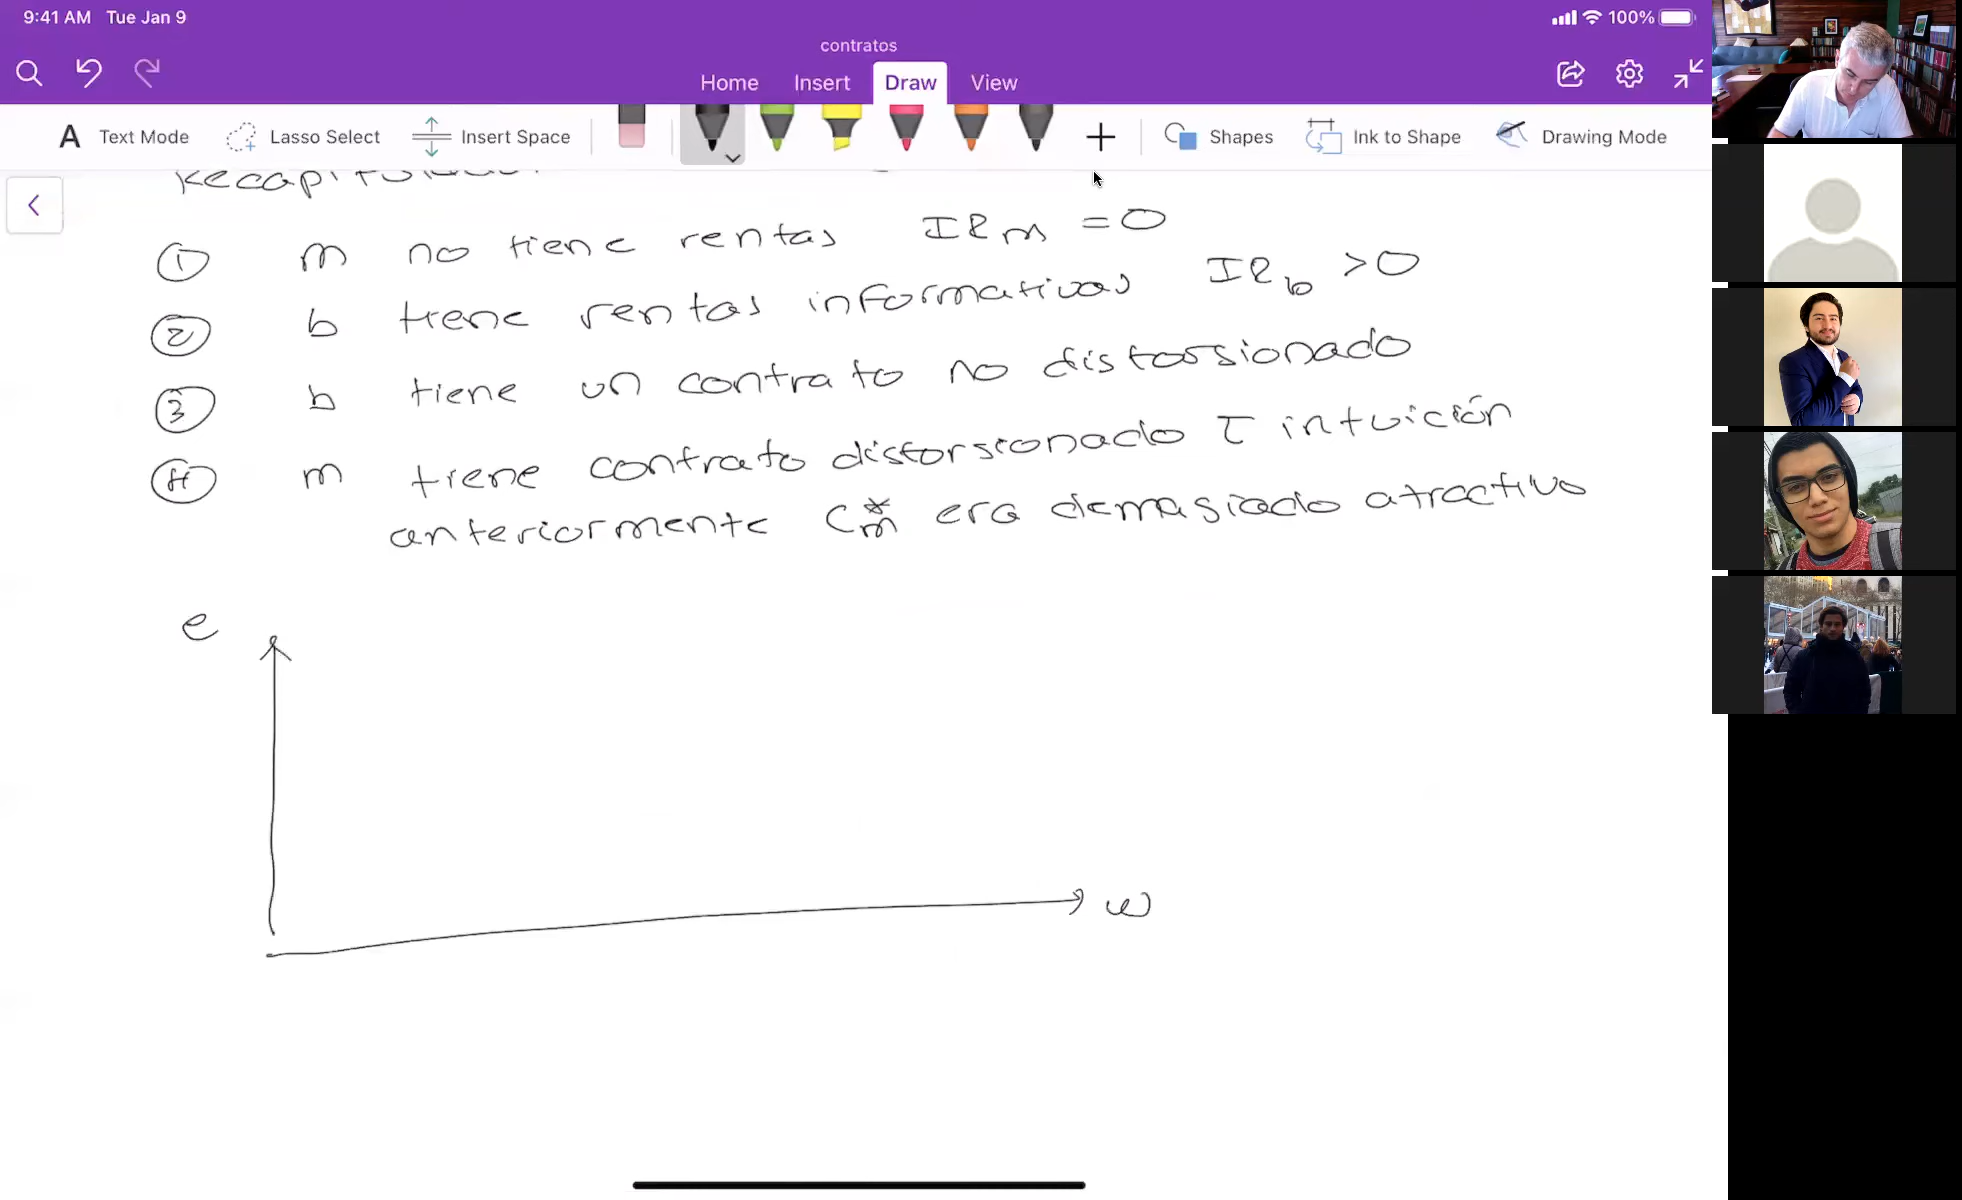 9:41 AM Tue Jan 9
100%
contratos
Home Insert Draw View
A Text Mode Lasso Select Insert Space Shapes Ink to Shape Drawing Mode
① m no tiene rentas IRm = 0
② b tiene rentas informativas IRb > 0
③ b tiene un contrato no distorsionado
④ m tiene contrato distorsionado τ intuición
anteriormente C*m era demasiado atractivo
e
w